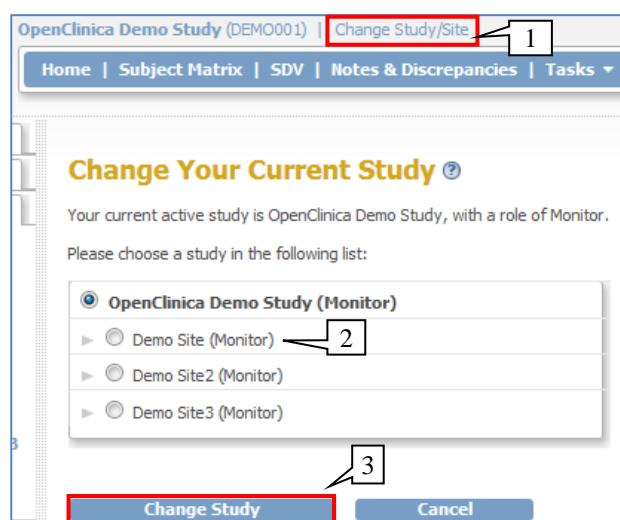 OpenClinica Demo Study (DEMO001) | Change Study/Site
1
Home | Subject Matrix | SDV | Notes & Discrepancies | Tasks
Change Your Current Study ?
Your current active study is OpenClinica Demo Study, with a role of Monitor.
Please choose a study in the following list:
OpenClinica Demo Study (Monitor)
Demo Site (Monitor) 2
Demo Site2 (Monitor)
Demo Site3 (Monitor)
3
Change Study Cancel